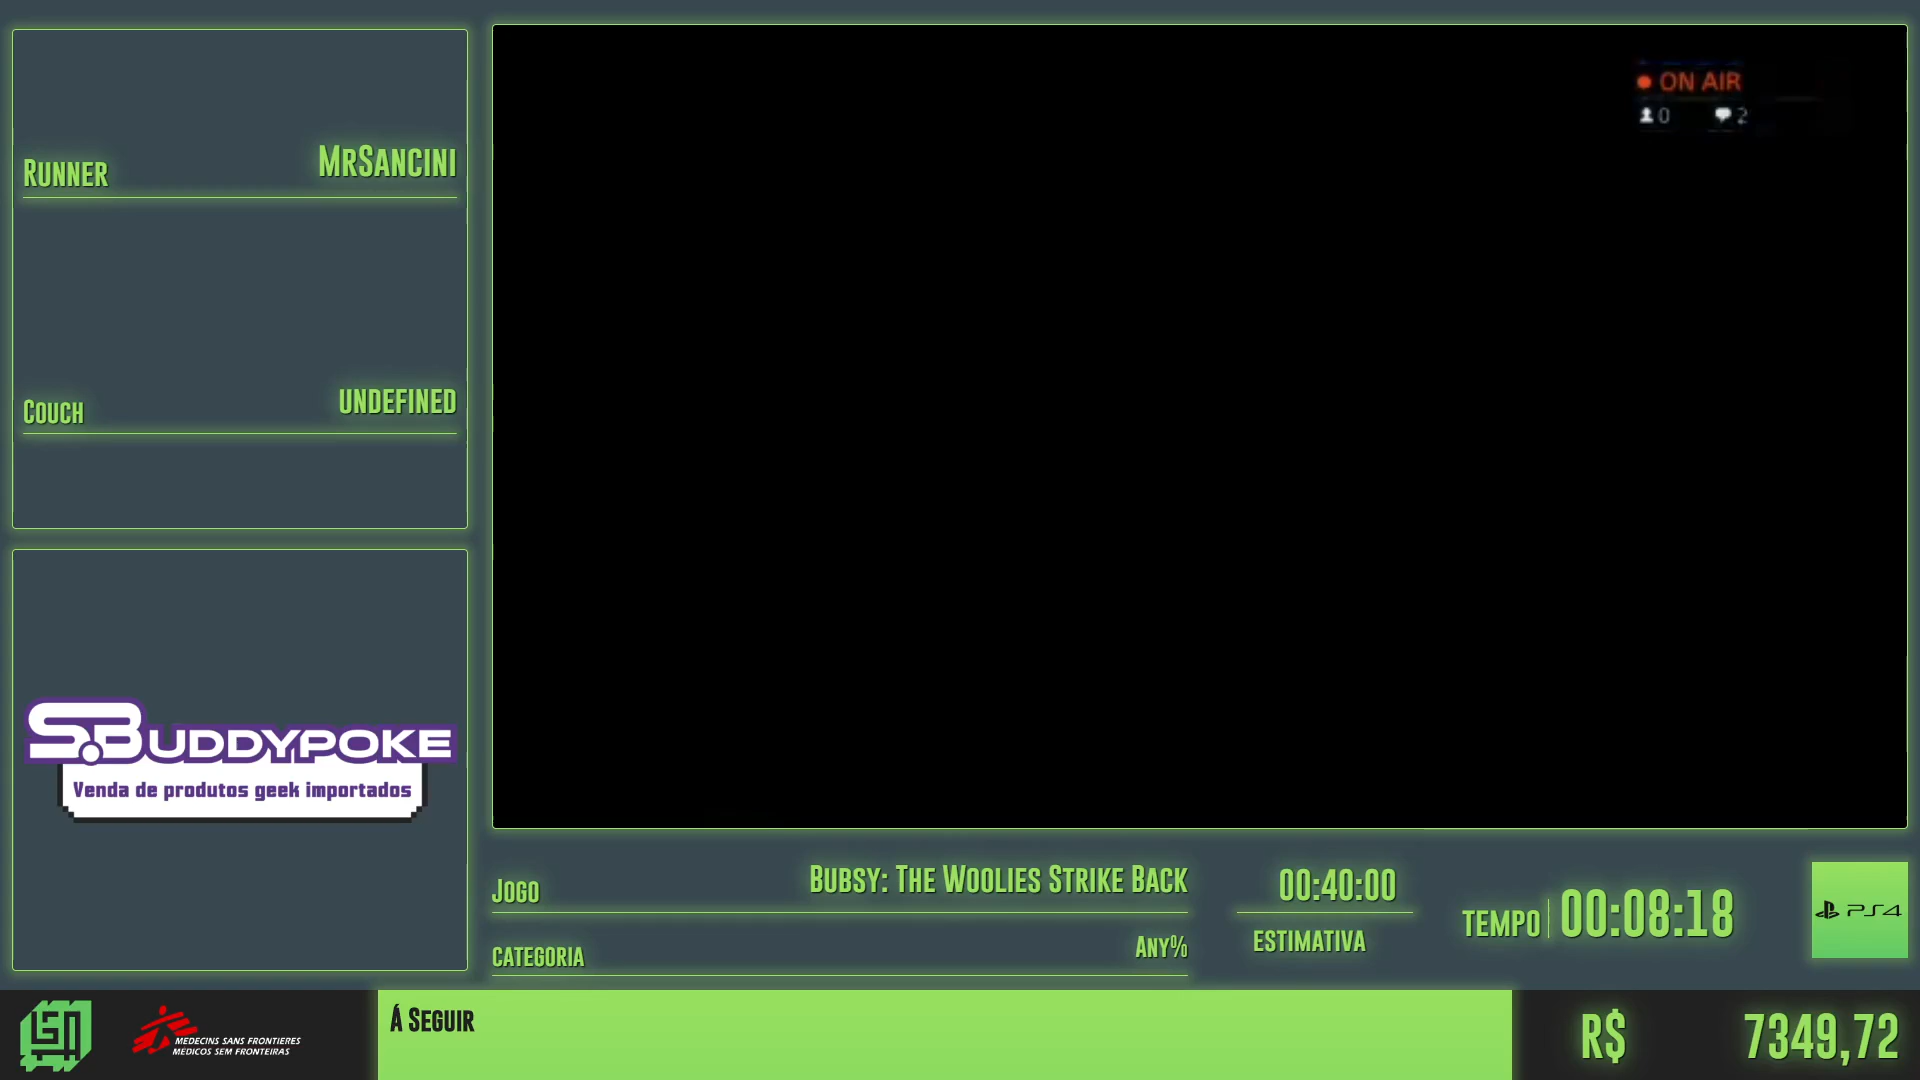 Runner MrSancini
Couch undefined
S.Buddypoke
Venda de produtos geek importados
ON AIR
0 2
Jogo Bubsy: The Woolies Strike Back
categoria Any%
00:40:00
estimativa
tempo 00:08:18
PS4
MEDECINS SANS FRONTIERES
MEDICOS SEM FRONTEIRAS
Á Seguir
R$ 7349,72